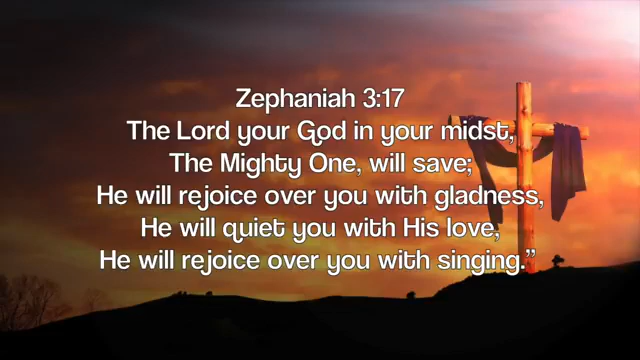 Zephaniah 3:17
The Lord your God in your midst,
The Mighty One, will save;
He will rejoice over you with gladness,
He will quiet you with His love,
He will rejoice over you with singing.”